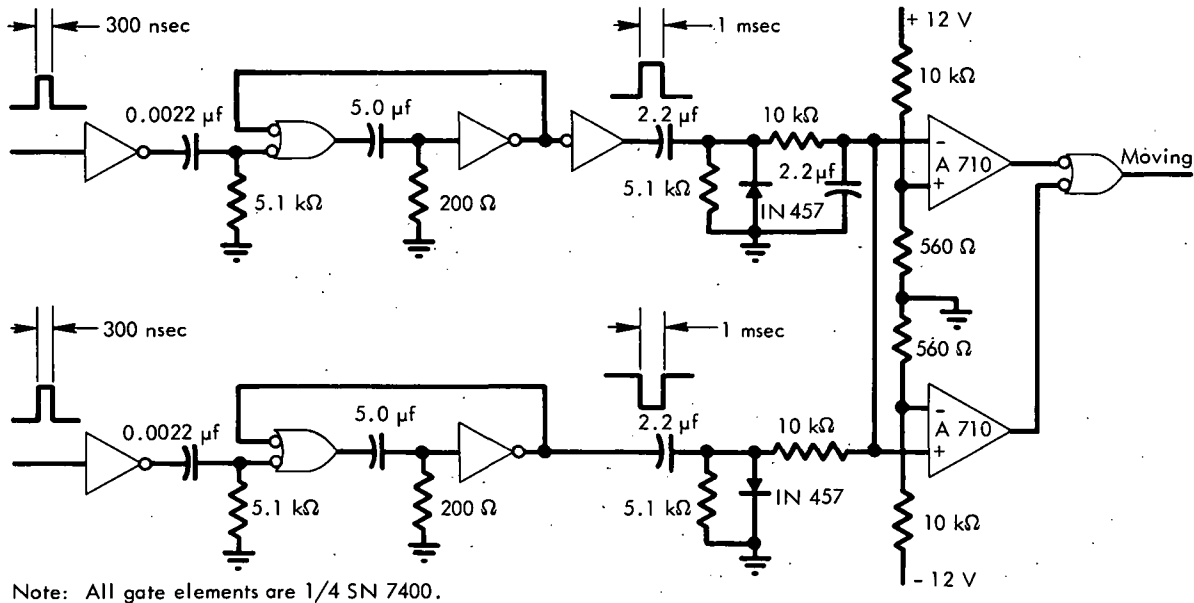 300 nsec
1 msec
+ 12 V
10 kΩ
0.0022 µf
5.0 µf
2.2 µf
10 kΩ
2.2 µf
5.1 kΩ
200 Ω
5.1 kΩ
IN 457
-
A 710
+
Moving
560 Ω
300 nsec
1 msec
560 Ω
0.0022 µf
5.0 µf
2.2 µf
10 kΩ
-
A 710
+
5.1 kΩ
200 Ω
5.1 kΩ
IN 457
10 kΩ
- 12 V
Note: All gate elements are 1/4 SN 7400.